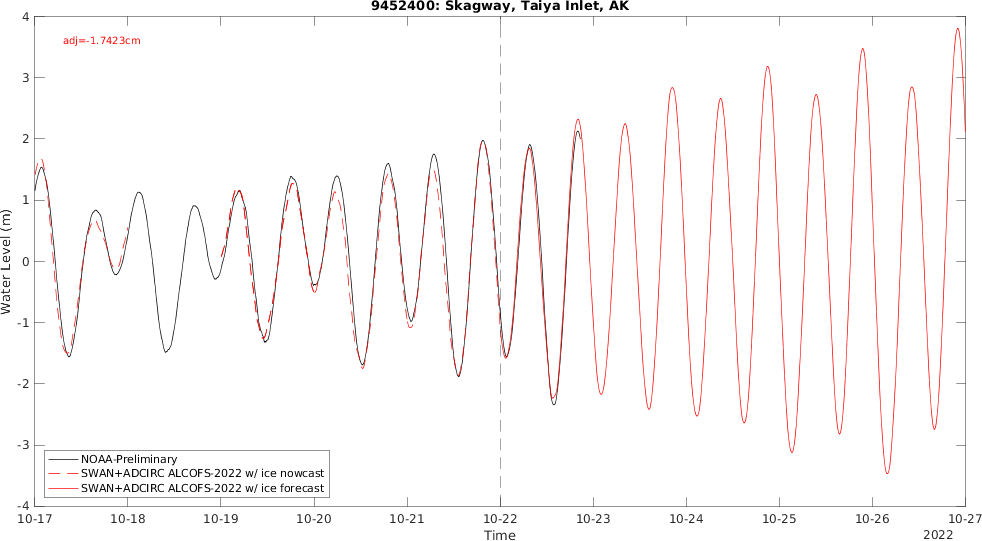 9452400: Skagway, Taiya Inlet, AK
adj=-1.7423cm
4
3
2
1
0
-1
-2
-3
-4
Water Level (m)
NOAA-Preliminary
SWAN+ADCIRC ALCOFS-2022 w/ ice nowcast
SWAN+ADCIRC ALCOFS-2022 w/ ice forecast
10-17 10-18 10-19 10-20 10-21 10-22 10-23 10-24 10-25 10-26 10-27
Time
2022